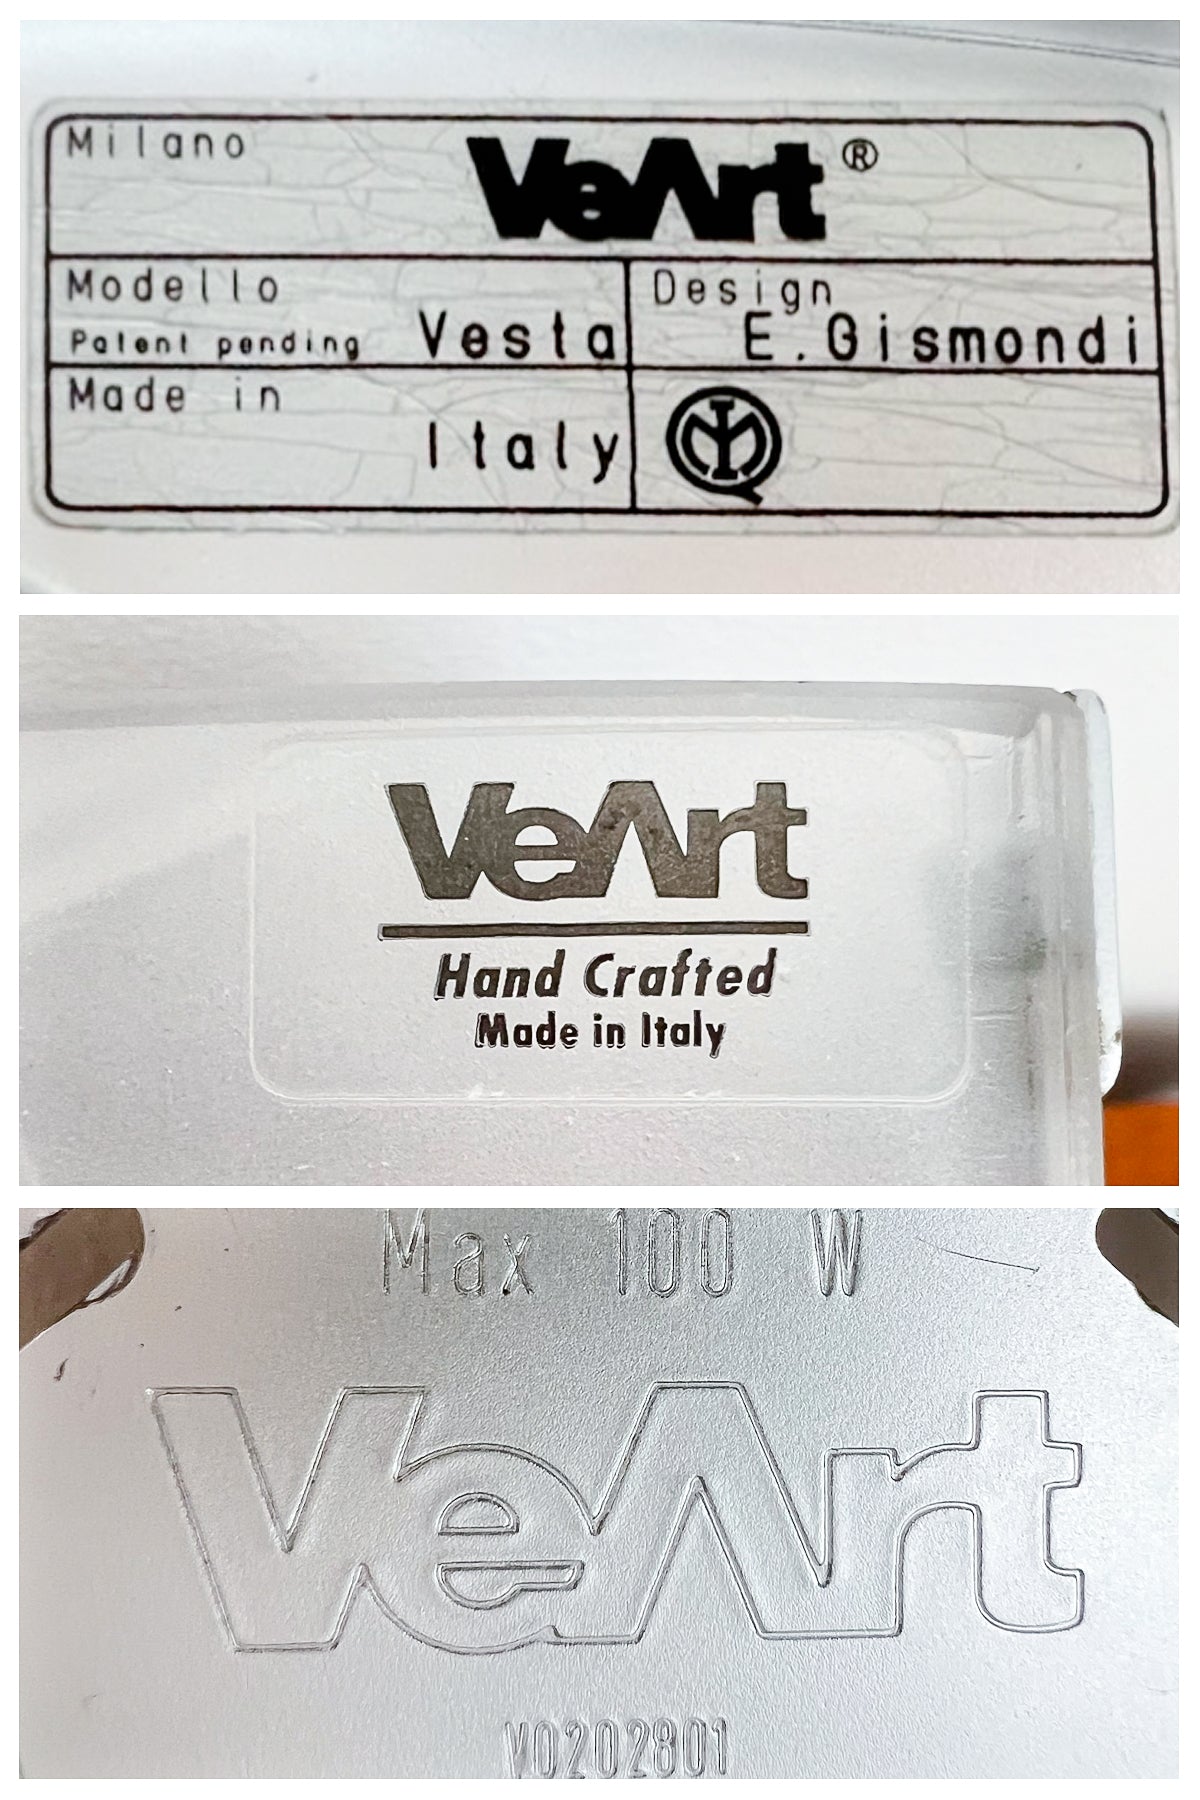 Milano
VeArt®
Modello
Design
Patent pending Vesta
E.Gismondi
Made in
Italy
IMQ
VeArt
Hand Crafted
Made in Italy
Max 100 W
VeArt
V0202801